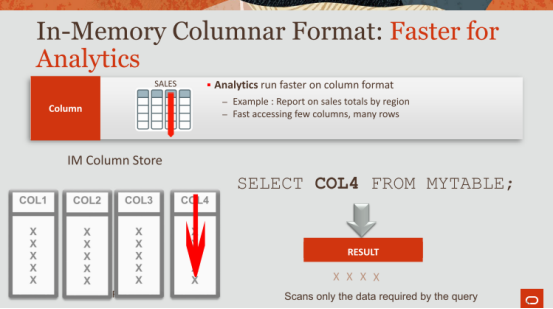 In-Memory Columnar Format: Faster for
Analytics
Column
SALES
• Analytics run faster on column format
– Example : Report on sales totals by region
– Fast accessing few columns, many rows
IM Column Store
SELECT COL4 FROM MYTABLE;
COL1 COL2 COL3 COL4
X X X X
X X X X
X X X X
X X X X
X X X X
RESULT
X X X X
Scans only the data required by the query